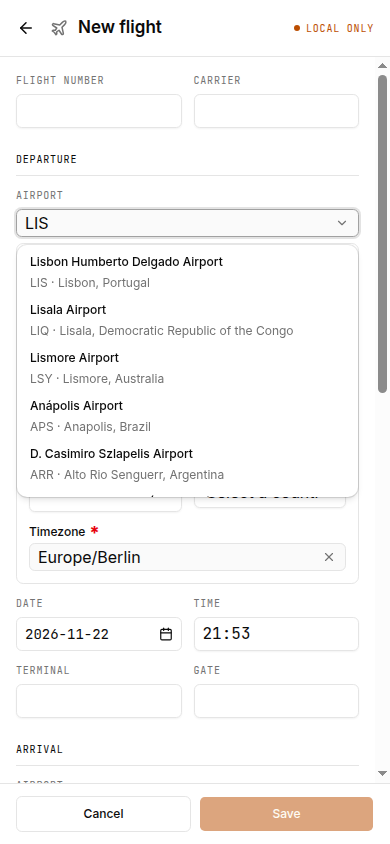 New flight
LOCAL ONLY
FLIGHT NUMBER
CARRIER
DEPARTURE
AIRPORT
LIS
Lisbon Humberto Delgado Airport
LIS · Lisbon, Portugal
Lisala Airport
LIQ · Lisala, Democratic Republic of the Congo
Lismore Airport
LSY · Lismore, Australia
Anápolis Airport
APS · Anapolis, Brazil
D. Casimiro Szlapelis Airport
ARR · Alto Rio Senguerr, Argentina
Timezone *
Europe/Berlin
DATE
TIME
2026-11-22
21:53
TERMINAL
GATE
ARRIVAL
Cancel
Save